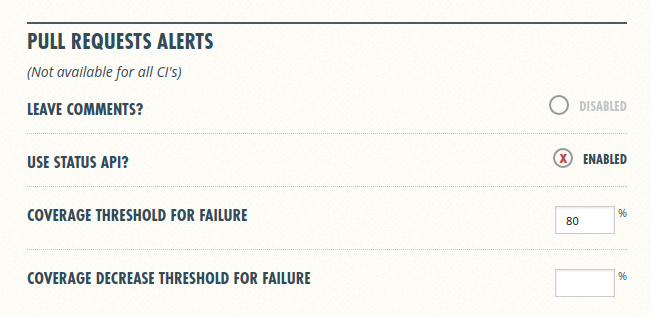 PULL REQUESTS ALERTS
(Not available for all CI's)
LEAVE COMMENTS? DISABLED
USE STATUS API? X ENABLED
COVERAGE THRESHOLD FOR FAILURE 80 %
COVERAGE DECREASE THRESHOLD FOR FAILURE %